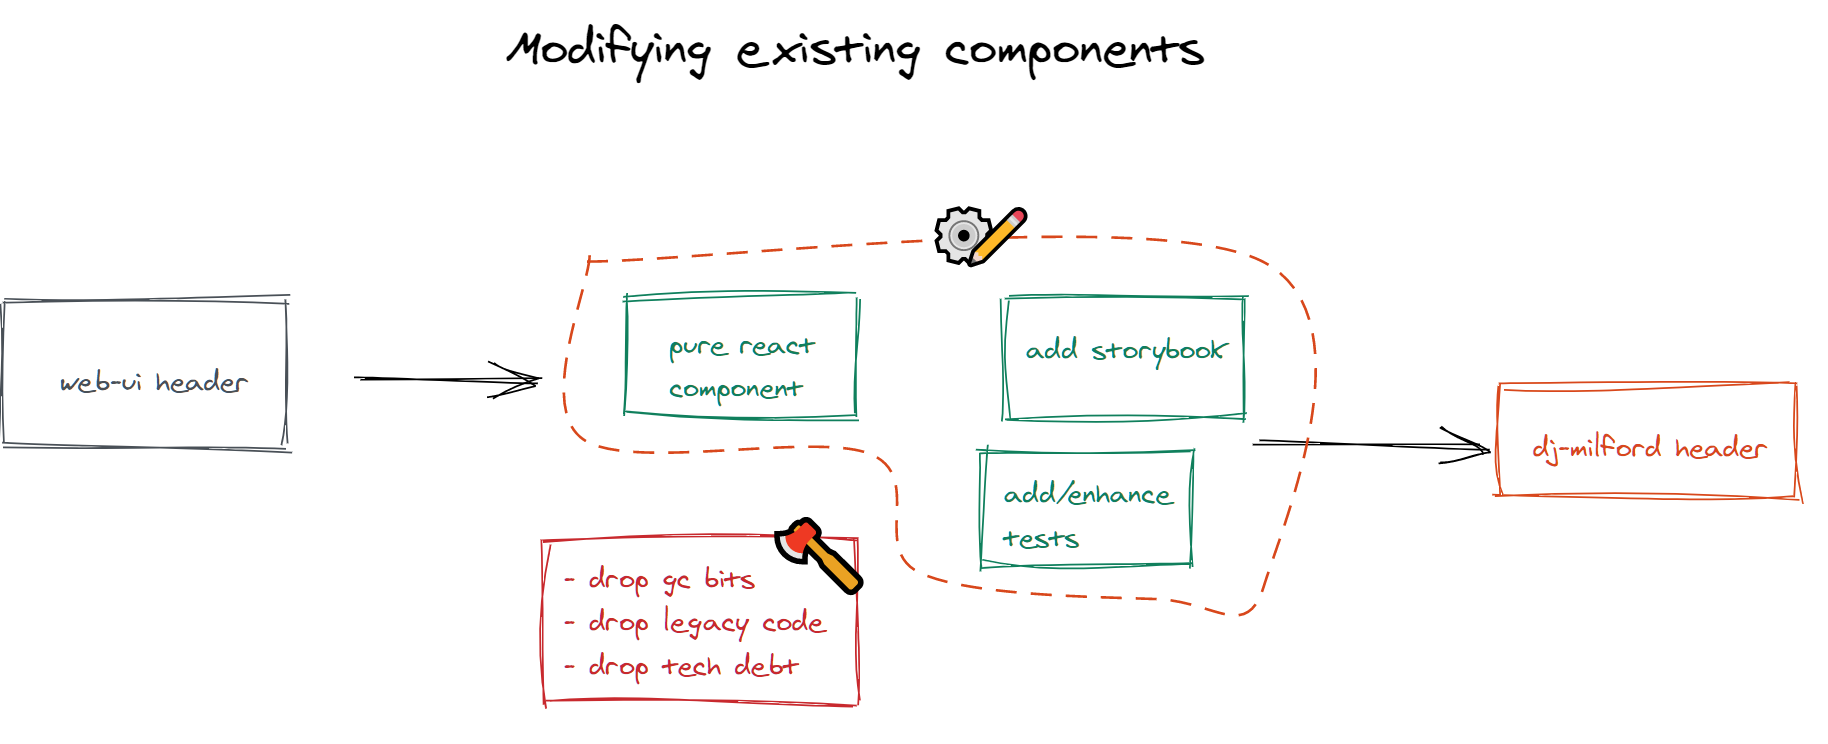 Modifying existing components
web-ui header
pure react
component
add storybook
add/enhance
tests
- drop gc bits
- drop legacy code
- drop tech debt
dj-milford header